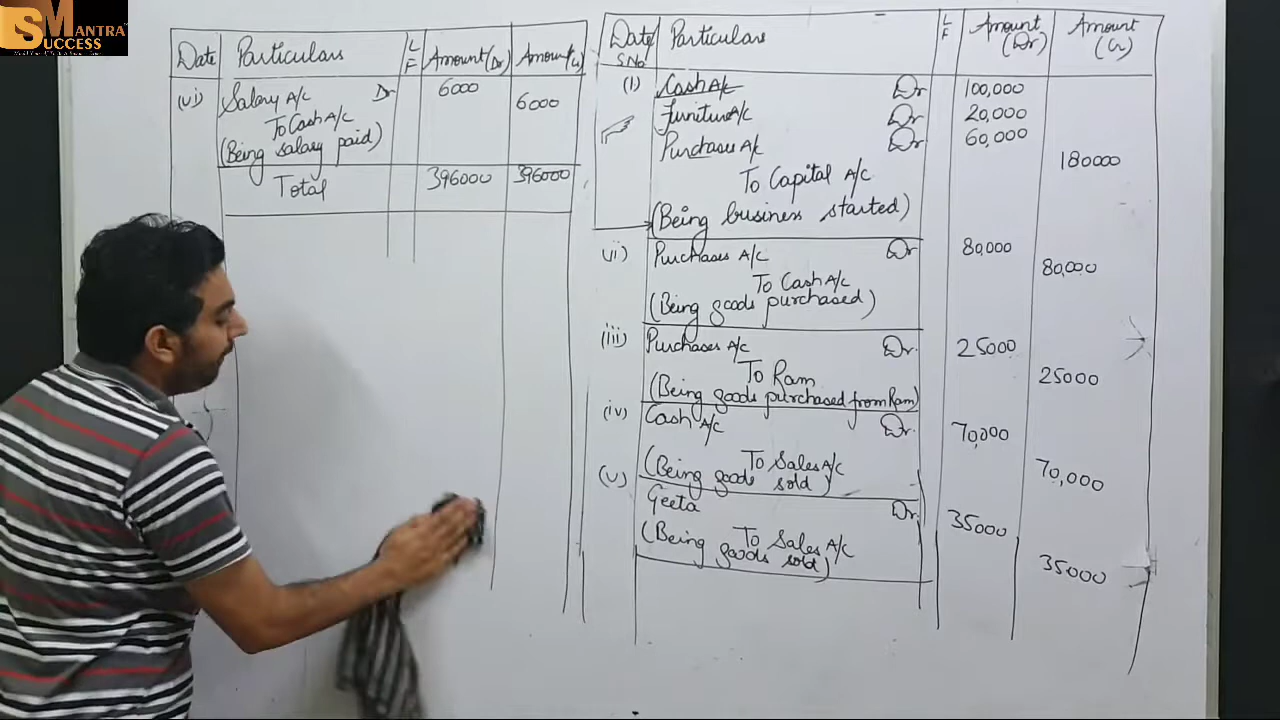 SMANTRA
SUCCESS
Date Particulars LF Amount (Dr) Amount (Cr)
(vi) Salary A/c Dr 6000
To Cash A/c 6000
(Being salary paid)
Total 396000 396000
Date Particulars LF Amount (Dr) Amount (Cr)
S.No
(i) Cash A/c Dr 100,000
Furniture A/c Dr 20,000
Purchases A/c Dr 60,000
To Capital A/c 180000
(Being business started)
(ii) Purchases A/c Dr 80,000
To Cash A/c 80,000
(Being goods purchased)
(iii) Purchases A/c Dr. 25000
To Ram 25000
(Being goods purchased from Ram)
(iv) Cash A/c Dr. 70,000
To Sales A/c 70,000
(Being goods sold)
(v) Geeta Dr. 35000
To Sales A/c 35000
(Being goods sold)